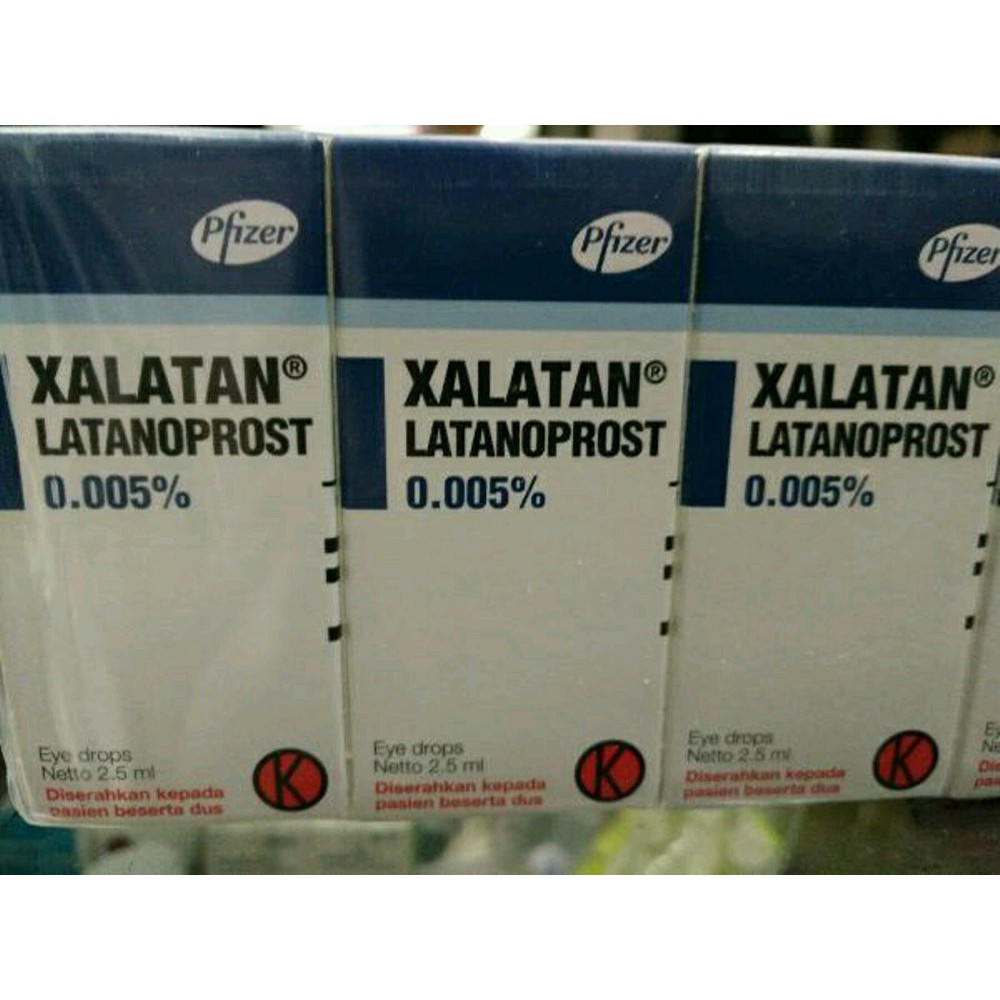 Pfizer
XALATAN®
LATANOPROST
0.005%
Eye drops
Netto 2.5 ml
Diserahkan kepada
pasien beserta dus
K
Pfizer
XALATAN®
LATANOPROST
0.005%
Eye drops
Netto 2.5 ml
Diserahkan kepada
pasien beserta dus
K
Pfizer
XALATAN®
LATANOPROST
0.005%
Eye drops
Netto 2.5 ml
Diserahkan kepada
pasien beserta dus
K